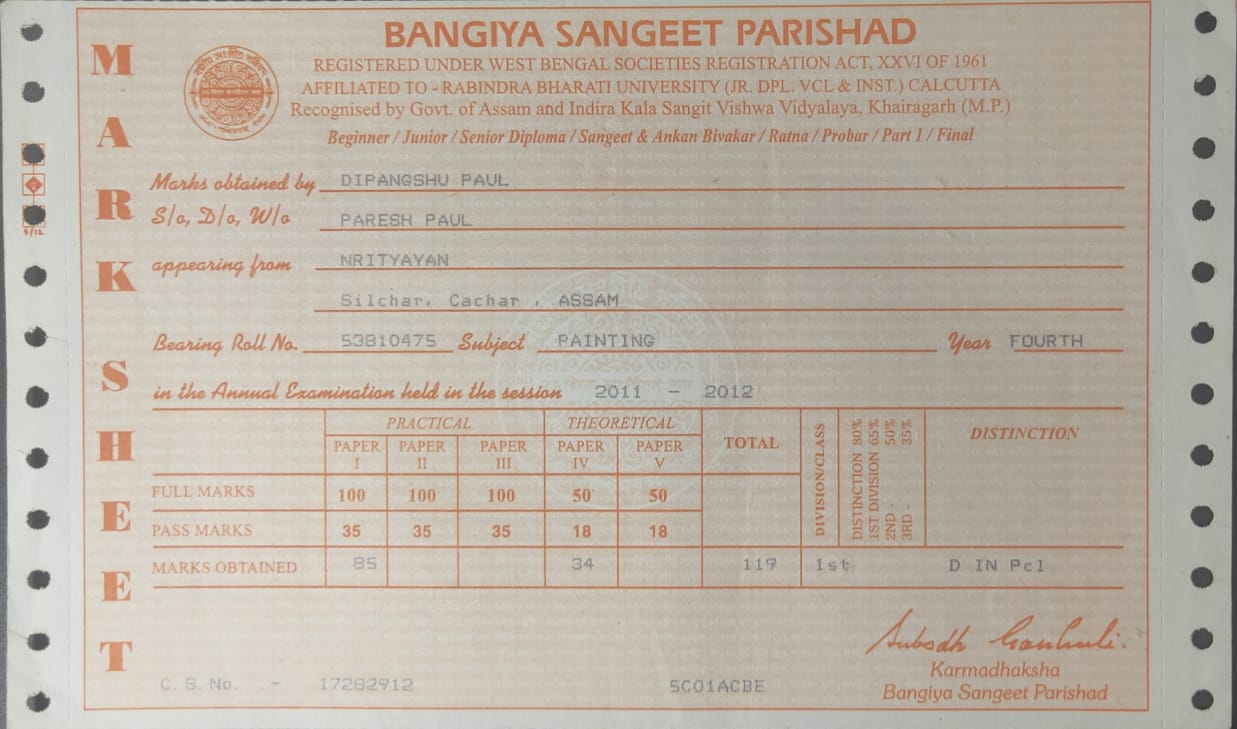 MARK SHEET
BANGIYA SANGEET PARISHAD
REGISTERED UNDER WEST BENGAL SOCIETIES REGISTRATION ACT, XXVI OF 1961
AFFILIATED TO - RABINDRA BHARATI UNIVERSITY (JR. DPL. VCL & INST.) CALCUTTA
Recognised by Govt. of Assam and Indira Kala Sangit Vishwa Vidyalaya, Khairagarh (M.P.)
Beginner / Junior / Senior Diploma / Sangeet & Ankan Bivakar / Ratna / Probar / Part I / Final
Marks obtained by DIPANGSHU PAUL
S/o, D/o, W/o PARESH PAUL
appearing from NRITYAYAN
Silchar, Cachar , ASSAM
Bearing Roll No. 53810475 Subject PAINTING Year FOURTH
in the Annual Examination held in the session 2011 - 2012
PRACTICAL THEORETICAL TOTAL DIVISION/CLASS DISTINCTION 80% 1ST DIVISION 65% 2ND - 50% 3RD - 35% DISTINCTION
PAPER I PAPER II PAPER III PAPER IV PAPER V
FULL MARKS 100 100 100 50 50
PASS MARKS 35 35 35 18 18
MARKS OBTAINED 85 34 119 1st D IN Pcl
Subodh Ganguli.
Karmadhaksha
Bangiya Sangeet Parishad
C. S. No. .- 17282912 5C01ACBE
5/12